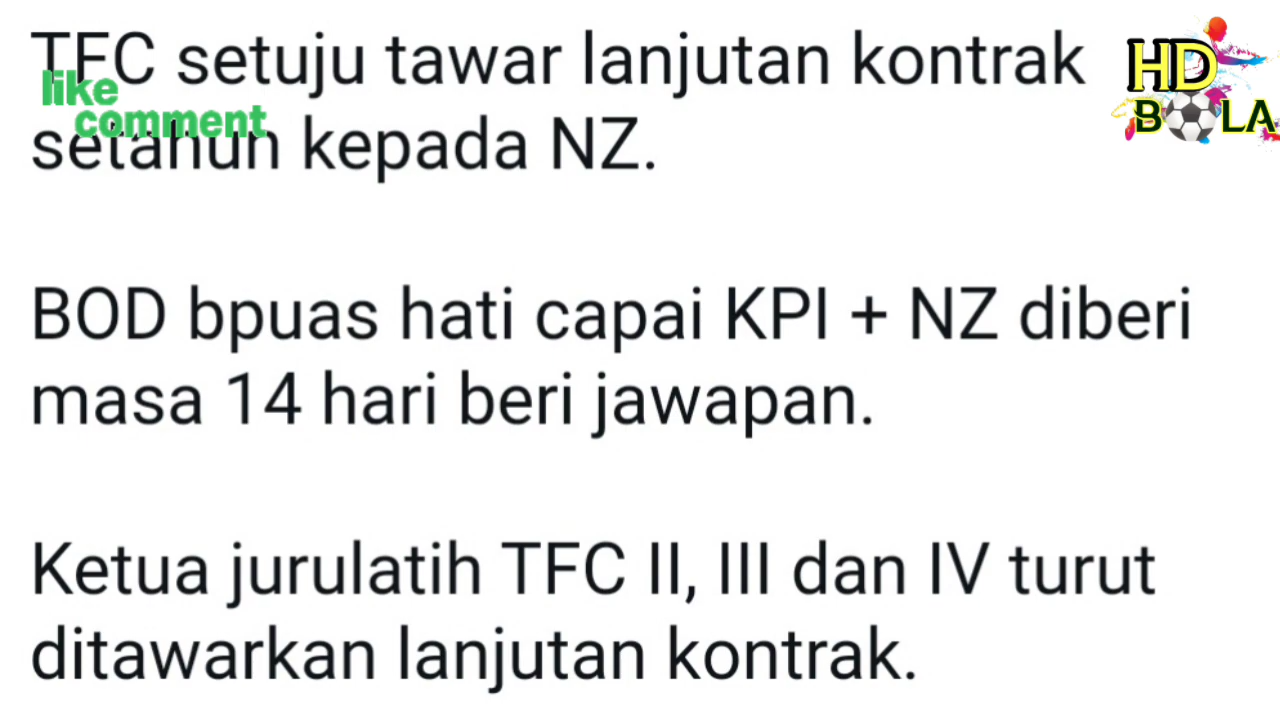 TFC setuju tawar lanjutan kontrak
setahun kepada NZ.
like
comment
HD
BOLA
BOD bpuas hati capai KPI + NZ diberi
masa 14 hari beri jawapan.
Ketua jurulatih TFC II, III dan IV turut
ditawarkan lanjutan kontrak.